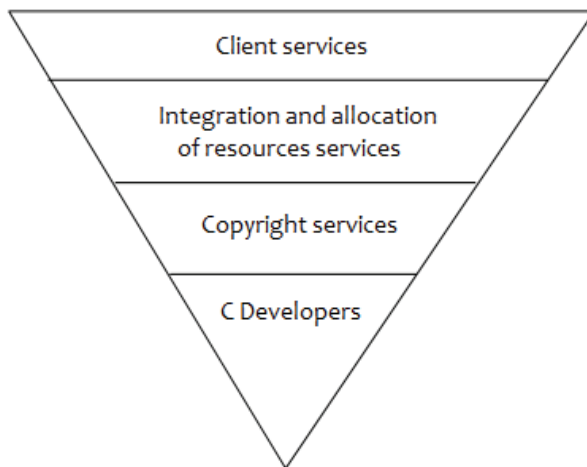 Client services
Integration and allocation
of resources services
Copyright services
C Developers